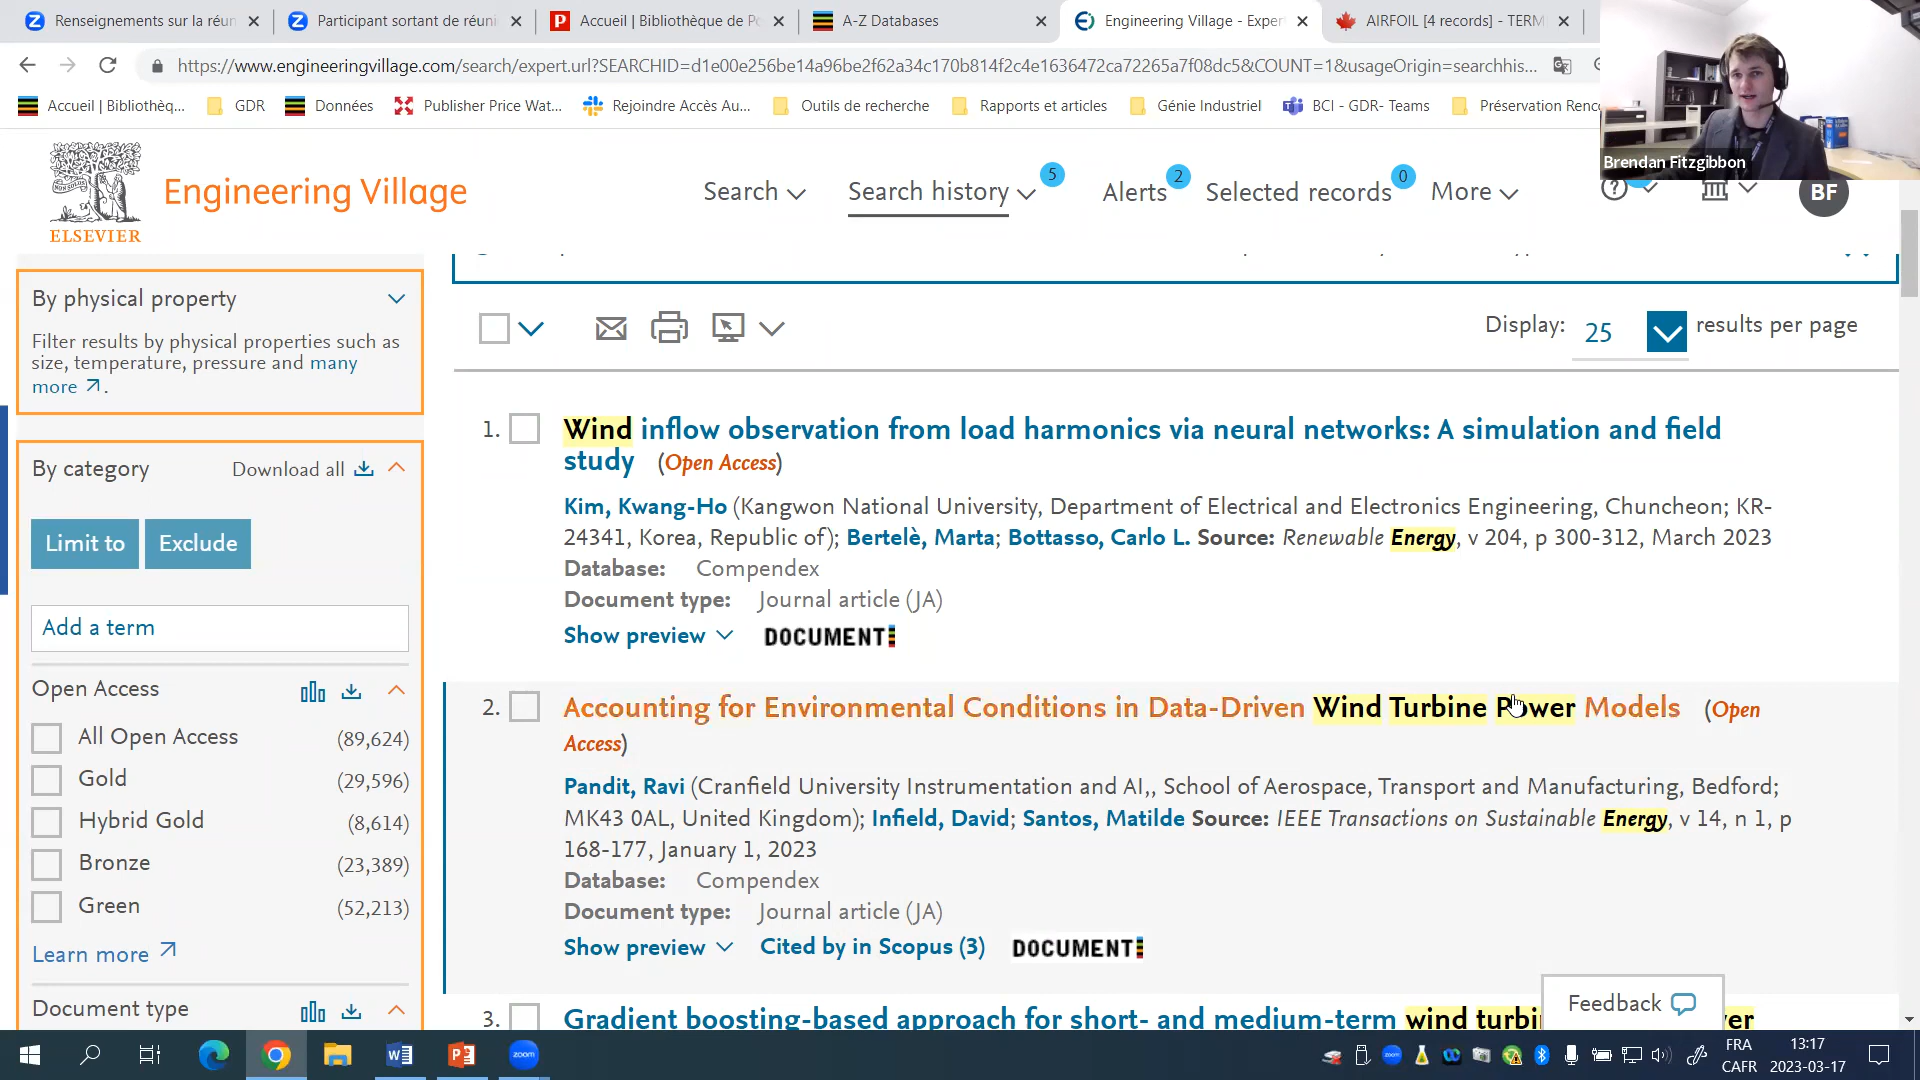 Renseignements sur la réun
Participant sortant de réuni
Accueil | Bibliothèque de Po
A-Z Databases
Engineering Village - Exper
AIRFOIL [4 records] - TERM
https://www.engineeringvillage.com/search/expert.url?SEARCHID=d1e00e256be14a96be2f62a34c170b814f2c4e1636472ca72265a7f08dc5&COUNT=1&usageOrigin=searchhis...
Accueil | Bibliothèq...
GDR
Données
Publisher Price Wat...
Rejoindre Accès Au...
Outils de recherche
Rapports et articles
Génie Industriel
BCI - GDR- Teams
Préservation Renc
Brendan Fitzgibbon
ELSEVIER
Engineering Village
Search
Search history
5
Alerts
2
Selected records
0
More
BF
By physical property
Filter results by physical properties such as
size, temperature, pressure and many
more .
By category
Download all
Limit to
Exclude
Add a term
Open Access
All Open Access (89,624)
Gold (29,596)
Hybrid Gold (8,614)
Bronze (23,389)
Green (52,213)
Learn more
Document type
Display: 25 results per page
1. Wind inflow observation from load harmonics via neural networks: A simulation and field
study (Open Access)
Kim, Kwang-Ho (Kangwon National University, Department of Electrical and Electronics Engineering, Chuncheon; KR-
24341, Korea, Republic of); Bertelè, Marta; Bottasso, Carlo L. Source: Renewable Energy, v 204, p 300-312, March 2023
Database: Compendex
Document type: Journal article (JA)
Show preview DOCUMENT
2. Accounting for Environmental Conditions in Data-Driven Wind Turbine Power Models (Open
Access)
Pandit, Ravi (Cranfield University Instrumentation and AI,, School of Aerospace, Transport and Manufacturing, Bedford;
MK43 0AL, United Kingdom); Infield, David; Santos, Matilde Source: IEEE Transactions on Sustainable Energy, v 14, n 1, p
168-177, January 1, 2023
Database: Compendex
Document type: Journal article (JA)
Show preview Cited by in Scopus (3) DOCUMENT
3. Gradient boosting-based approach for short- and medium-term wind turbi
Feedback
zoom
FRA
CAFR
13:17
2023-03-17